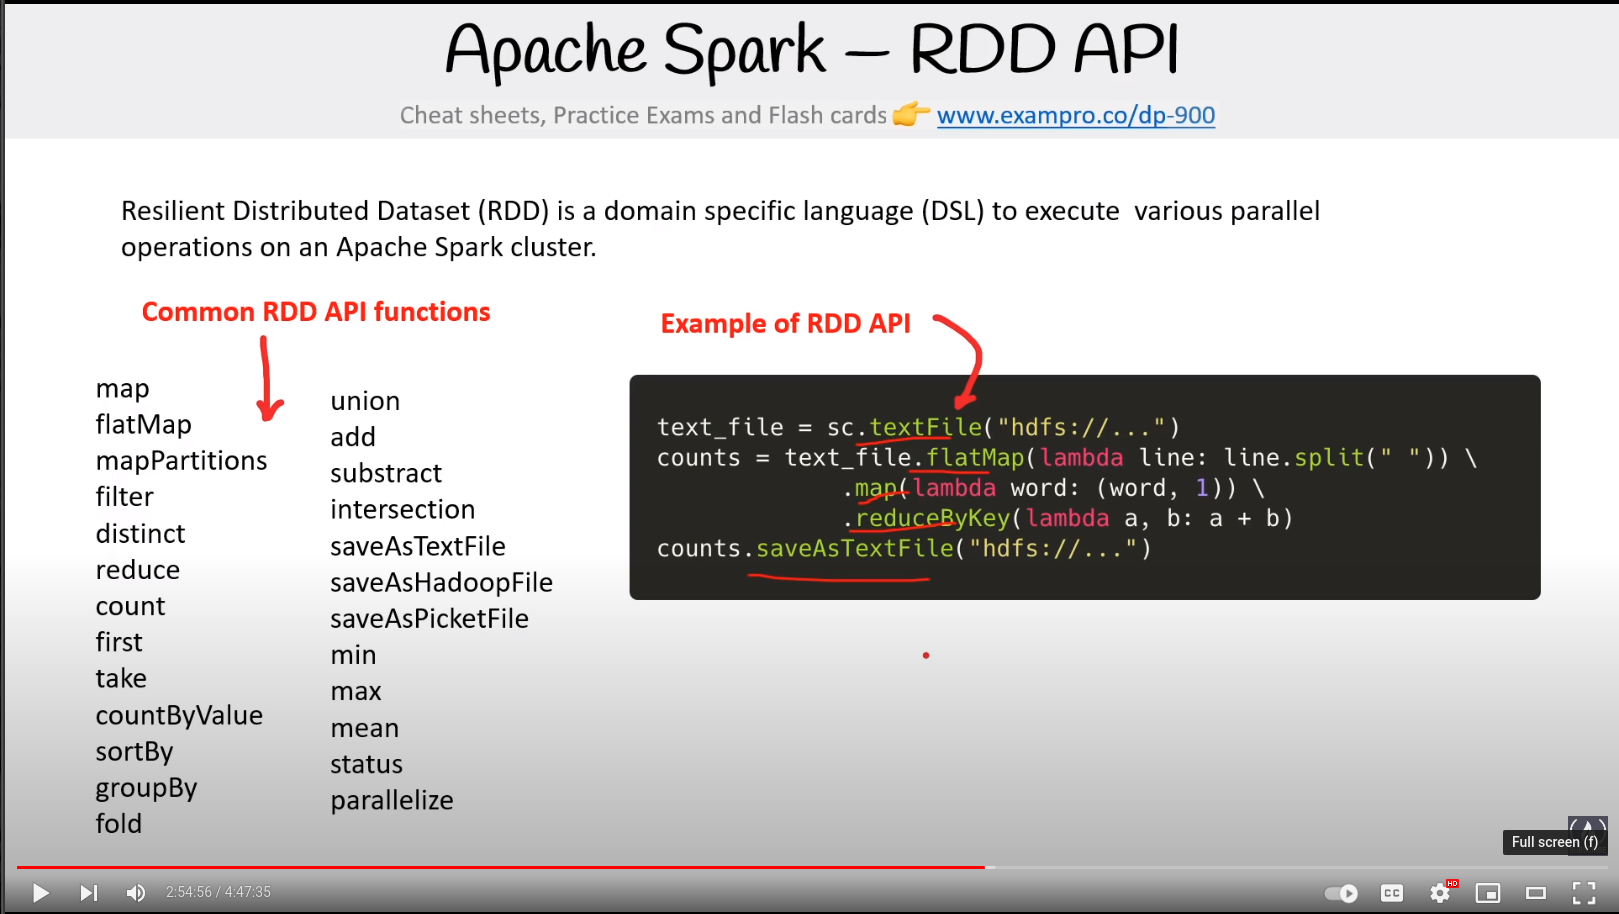 Apache Spark – RDD API
Cheat sheets, Practice Exams and Flash cards 👉 www.exampro.co/dp-900
Resilient Distributed Dataset (RDD) is a domain specific language (DSL) to execute various parallel
operations on an Apache Spark cluster.
Common RDD API functions
map
flatMap
mapPartitions
filter
distinct
reduce
count
first
take
countByValue
sortBy
groupBy
fold
union
add
substract
intersection
saveAsTextFile
saveAsHadoopFile
saveAsPicketFile
min
max
mean
status
parallelize
Example of RDD API
text_file = sc.textFile("hdfs://...")
counts = text_file.flatMap(lambda line: line.split(" ")) \
.map(lambda word: (word, 1)) \
.reduceByKey(lambda a, b: a + b)
counts.saveAsTextFile("hdfs://...")
Full screen (f)
2:54:56 / 4:47:35
CC
HD